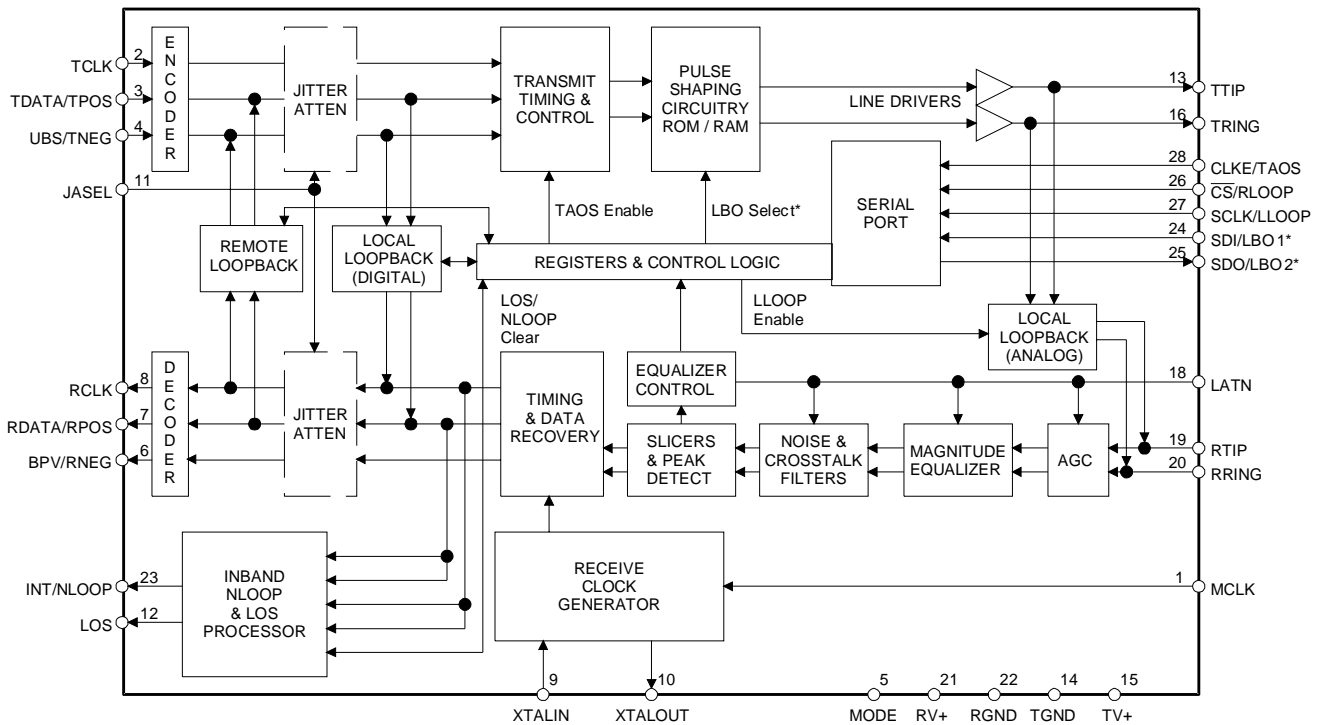 TCLK
2
TDATA/TPOS
3
UBS/TNEG
4
JASEL
11
E
N
C
O
D
E
R
JITTER
ATTEN
TRANSMIT
TIMING &
CONTROL
PULSE
SHAPING
CIRCUITRY
ROM / RAM
LINE DRIVERS
13
TTIP
16
TRING
28
CLKE/TAOS
26
CS/RLOOP
27
SCLK/LLOOP
24
SDI/LBO1*
25
SDO/LBO2*
SERIAL
PORT
TAOS Enable
LBO Select*
REMOTE
LOOPBACK
LOCAL
LOOPBACK
(DIGITAL)
REGISTERS & CONTROL LOGIC
LOS/
NLOOP
Clear
LLOOP
Enable
LOCAL
LOOPBACK
(ANALOG)
RCLK
8
RDATA/RPOS
7
BPV/RNEG
6
D
E
C
O
D
E
R
JITTER
ATTEN
TIMING
& DATA
RECOVERY
EQUALIZER
CONTROL
SLICERS
& PEAK
DETECT
NOISE &
CROSSTALK
FILTERS
MAGNITUDE
EQUALIZER
AGC
18
LATN
19
RTIP
20
RRING
INT/NLOOP
23
LOS
12
INBAND
NLOOP
& LOS
PROCESSOR
RECEIVE
CLOCK
GENERATOR
1
MCLK
9
10
5
21
22
14
15
XTALIN
XTALOUT
MODE
RV+
RGND
TGND
TV+